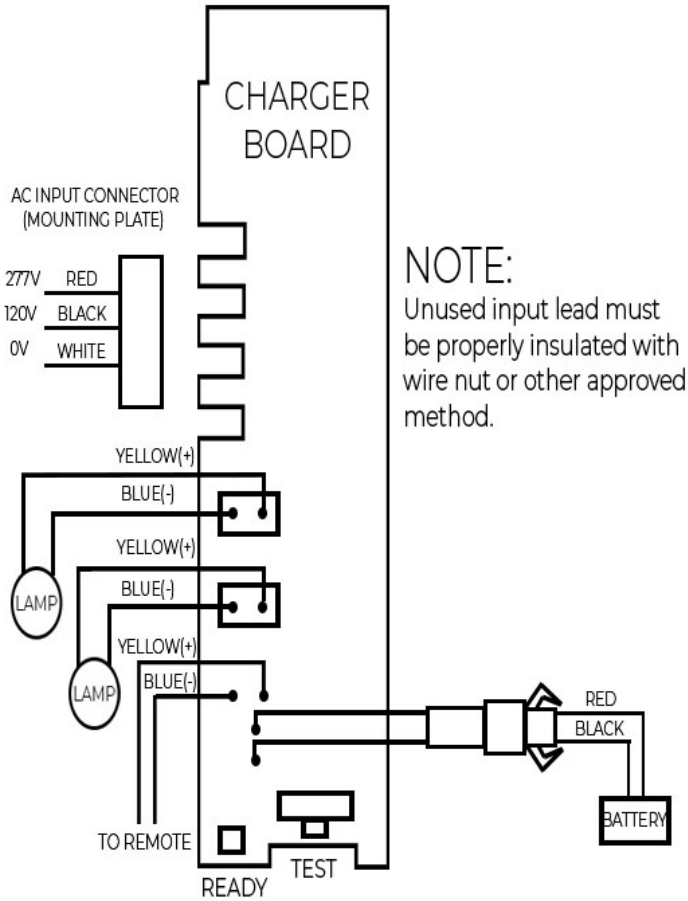 CHARGER
BOARD
AC INPUT CONNECTOR
(MOUNTING PLATE)
277V RED
120V BLACK
0V WHITE
NOTE:
Unused input lead must
be properly insulated with
wire nut or other approved
method.
YELLOW(+)
BLUE(-)
LAMP
YELLOW(+)
BLUE(-)
LAMP
YELLOW(+)
BLUE(-)
TO REMOTE
RED
BLACK
BATTERY
READY
TEST